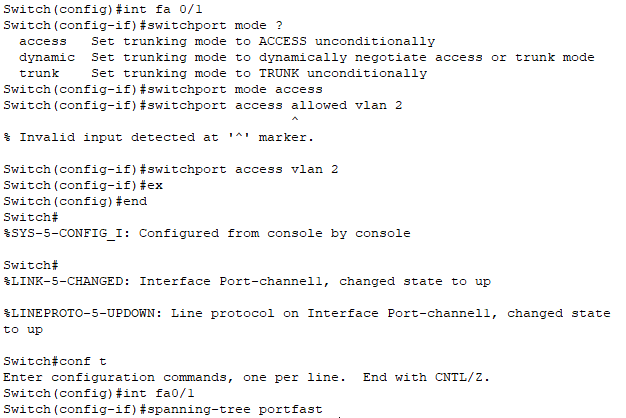 Switch(config)#int fa 0/1
Switch(config-if)#switchport mode ?
  access   Set trunking mode to ACCESS unconditionally
  dynamic  Set trunking mode to dynamically negotiate access or trunk mode
  trunk    Set trunking mode to TRUNK unconditionally
Switch(config-if)#switchport mode access
Switch(config-if)#switchport access allowed vlan 2
                                    ^
% Invalid input detected at '^' marker.
Switch(config-if)#switchport access vlan 2
Switch(config-if)#ex
Switch(config)#end
Switch#
%SYS-5-CONFIG_I: Configured from console by console
Switch#
%LINK-5-CHANGED: Interface Port-channel1, changed state to up
%LINEPROTO-5-UPDOWN: Line protocol on Interface Port-channel1, changed state
to up
Switch#conf t
Enter configuration commands, one per line.  End with CNTL/Z.
Switch(config)#int fa0/1
Switch(config-if)#spanning-tree portfast